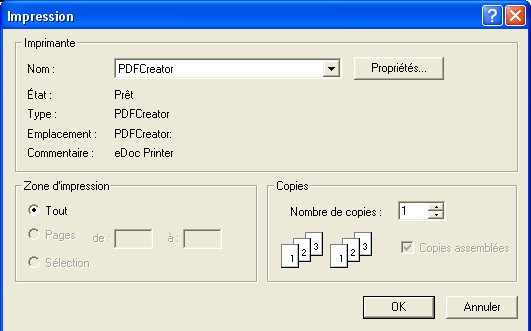 Impression
Imprimante
Nom : PDFCreator Propriétés...
État : Prêt
Type : PDFCreator
Emplacement : PDFCreator:
Commentaire : eDoc Printer
Zone d'impression
Tout
Pages de : à :
Sélection
Copies
Nombre de copies : 1
1 2 3 1 2 3
Copies assemblées
OK Annuler